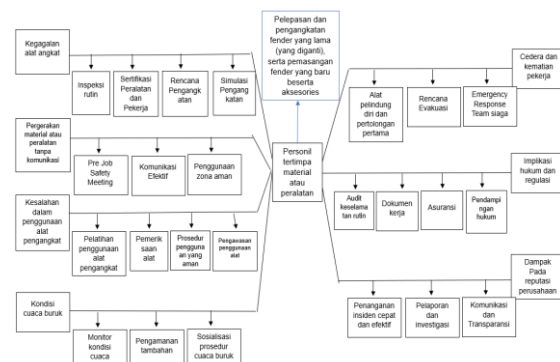 Pelepasan dan
pengangkatan
fender yang lama
(yang diganti),
serta pemasangan
fender yang baru
beserta
aksesories
Kegagalan
alat angkat
Inspeksi
rutin
Sertifikasi
Peralatan
dan
Pekerja
Rencana
Pengangk
atan
Simulasi
Pengang
katan
Pergerakan
material atau
peralatan
tanpa
komunikasi
Pre Job
Safety
Meeting
Komunikasi
Efektif
Penggunaan
zona aman
Kesalahan
dalam
penggunaan
alat
pengangkat
Pelatihan
penggunaan
alat
pengangkat
Pemerik
saan
alat
Prosedur
penggguna
an yang
aman
Pengawasan
penggunaan
alat
Kondisi
cuaca buruk
Monitor
kondisi
cuaca
Pengamanan
tambahan
Sosialisasi
prosedur
cuaca buruk
Personil
tertimpa
material
atau
peralatan
Cedera dan
kematian
pekerja
Alat
pelindung
diri dan
pertolongan
pertama
Rencana
Evakuasi
Emergency
Response
Team siaga
Implikasi
hukum dan
regulasi
Audit
keselama
tan rutin
Dokumen
kerja
Asuransi
Pendampi
ngan
hukum
Dampak
Pada
reputasi
perusahaan
Penanganan
insiden cepat
dan efektif
Pelaporan
dan
investigasi
Komunikasi
dan
Transparansi